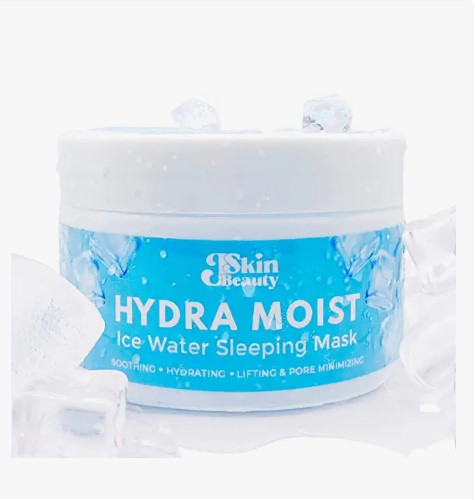 JSkin
Beauty
HYDRA MOIST
Ice Water Sleeping Mask
SOOTHING • HYDRATING • LIFTING & PORE MINIMIZING